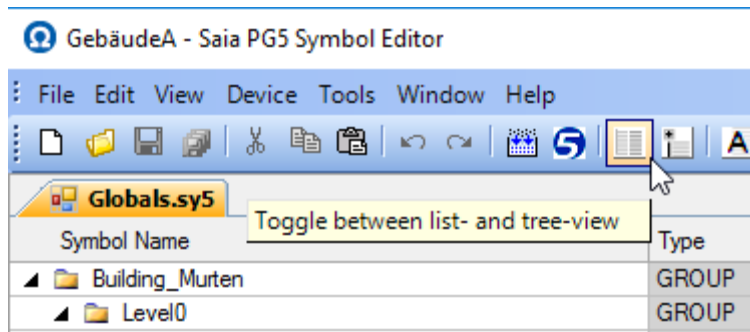 GebäudeA - Saia PG5 Symbol Editor
File Edit View Device Tools Window Help
A
Globals.sy5
Toggle between list- and tree-view
Symbol Name Type
Building_Murten GROUP
Level0 GROUP